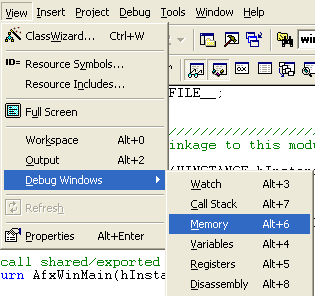 View Insert Project Debug Tools Window Help
ClassWizard... Ctrl+W
win
ID= Resource Symbols...
Resource Includes...
FILE__;
Full Screen
//////////////////
Workspace Alt+0
inkage to this modu
Output Alt+2
(HINSTANCE hInstan
Debug Windows
Watch Alt+3
Refresh
Call Stack Alt+7
Properties Alt+Enter
Memory Alt+6
Variables Alt+4
call shared/exported
Registers Alt+5
urn AfxWinMain(hInsta
Disassembly Alt+8